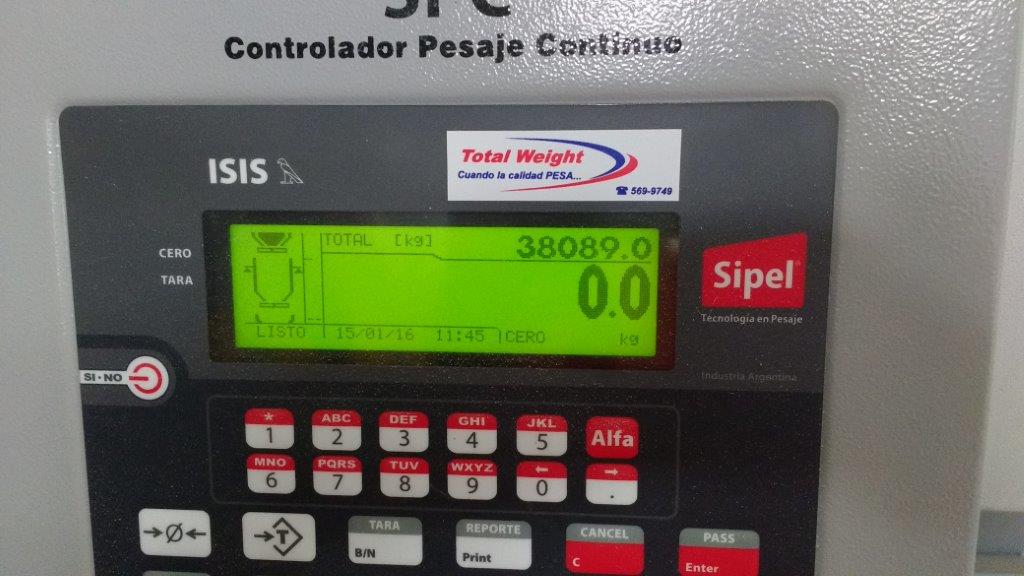 SPC
Controlador Pesaje Continuo
ISIS
Total Weight
Cuando la calidad PESA...
☎ 569-9749
CERO
TARA
TOTAL [kg] 38089.0
0.0
LISTO 15/01/16 11:45 CERO kg
Sipel
Tecnología en Pesaje
Industria Argentina
SI·NO
* ABC DEF GHI JKL
1 2 3 4 5 Alfa
MNO PQRS TUV WXYZ ← →
6 7 8 9 0 .
→Ø← →T← TARA REPORTE CANCEL PASS
B/N Print C Enter